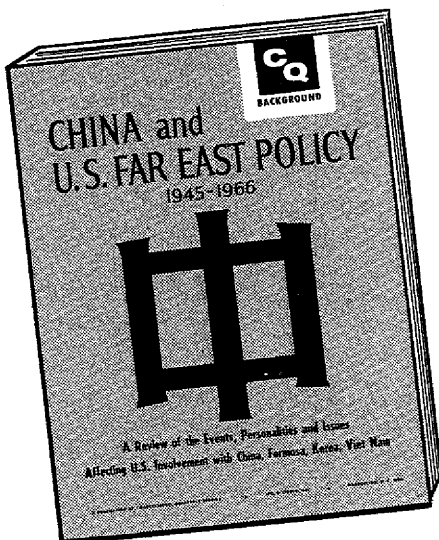 CQ
BACKGROUND
CHINA and
U.S. FAR EAST POLICY
1945-1966
中
A Review of the Events, Personalities and Issues
Affecting U.S. Involvement with China, Formosa, Korea, Viet Nam